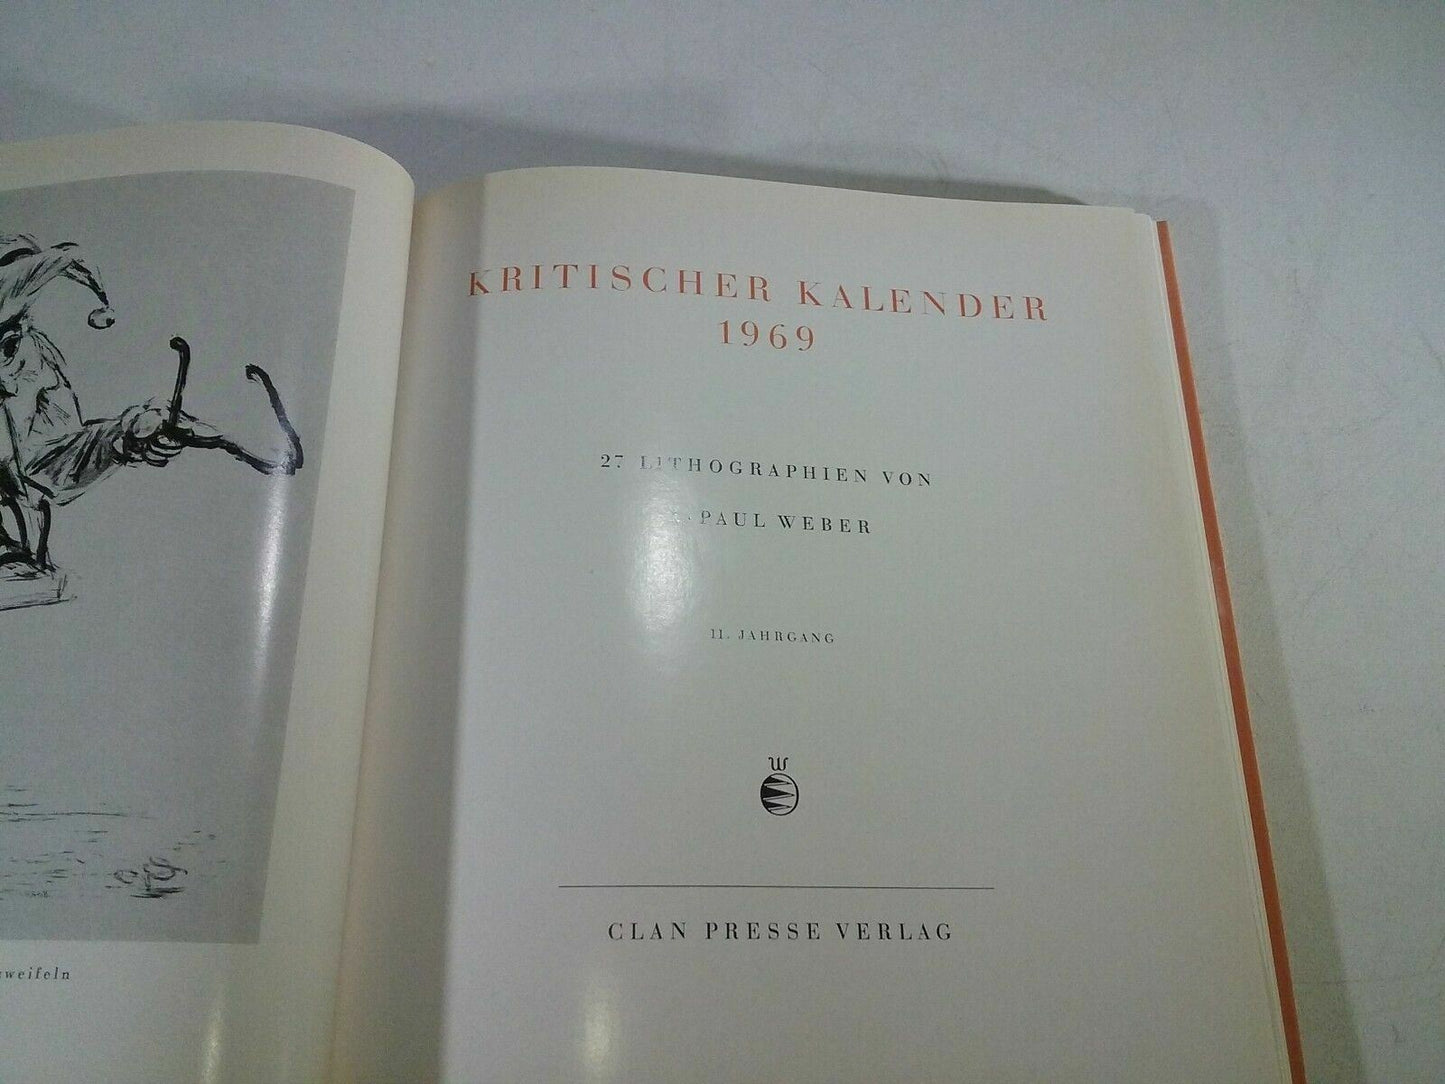 KRITISCHER KALENDER
1969
27 LITHOGRAPHIEN VON
PAUL WEBER
11. JAHRGANG
W
CLAN PRESSE VERLAG